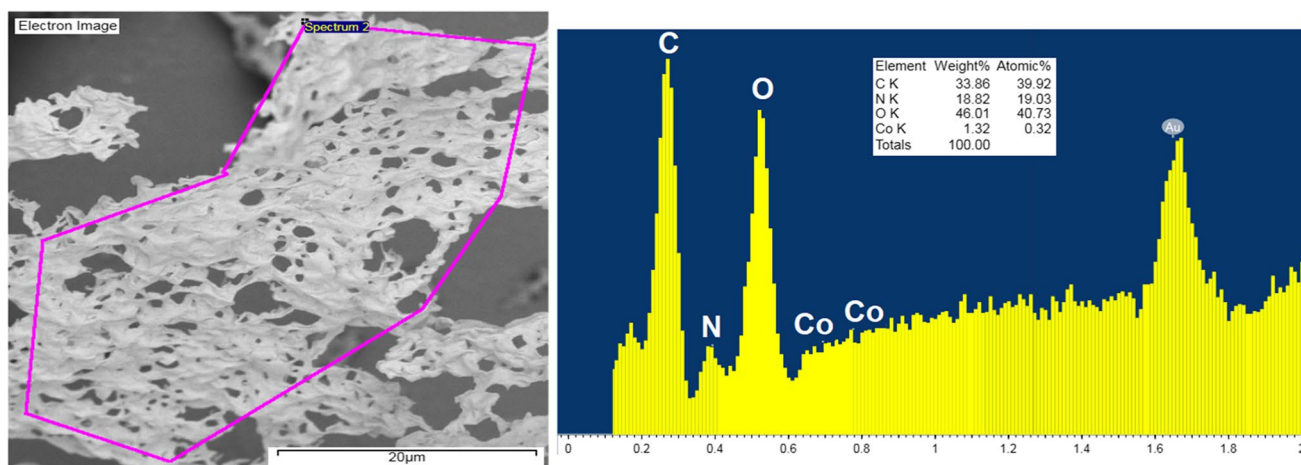 Electron Image
Spectrum 2
20µm
C
O
N
Co
Co
Au
Element Weight% Atomic%
C K 33.86 39.92
N K 18.82 19.03
O K 46.01 40.73
Co K 1.32 0.32
Totals 100.00
0 0.2 0.4 0.6 0.8 1 1.2 1.4 1.6 1.8 2